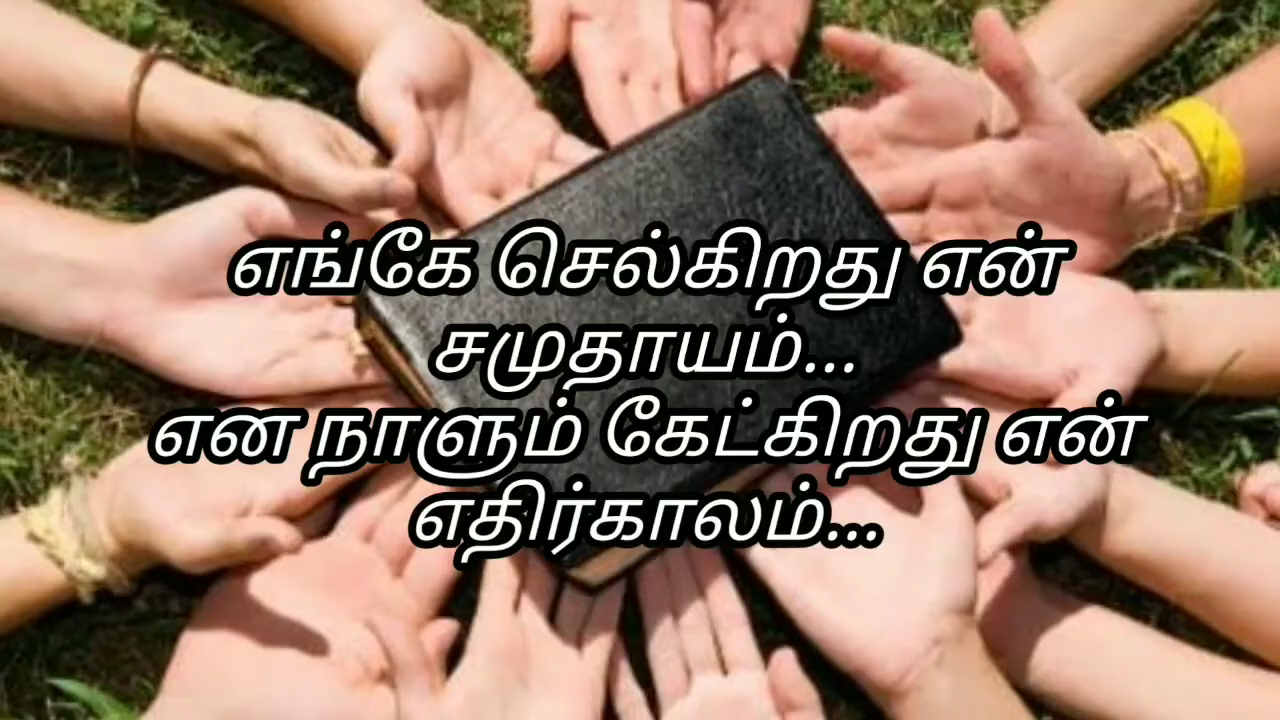 எங்கே செல்கிறது என்
சமுதாயம்...
என நாளும் கேட்கிறது என்
எதிர்காலம்...